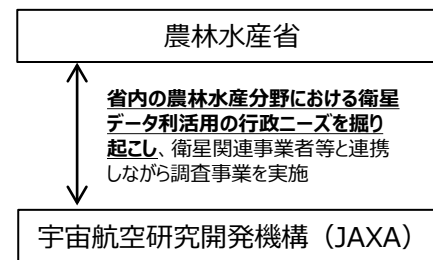 農林水産省
省内の農林水産分野における衛星
データ利活用の行政ニーズを掘り
起こし、衛星関連事業者等と連携
しながら調査事業を実施
宇宙航空研究開発機構（JAXA）